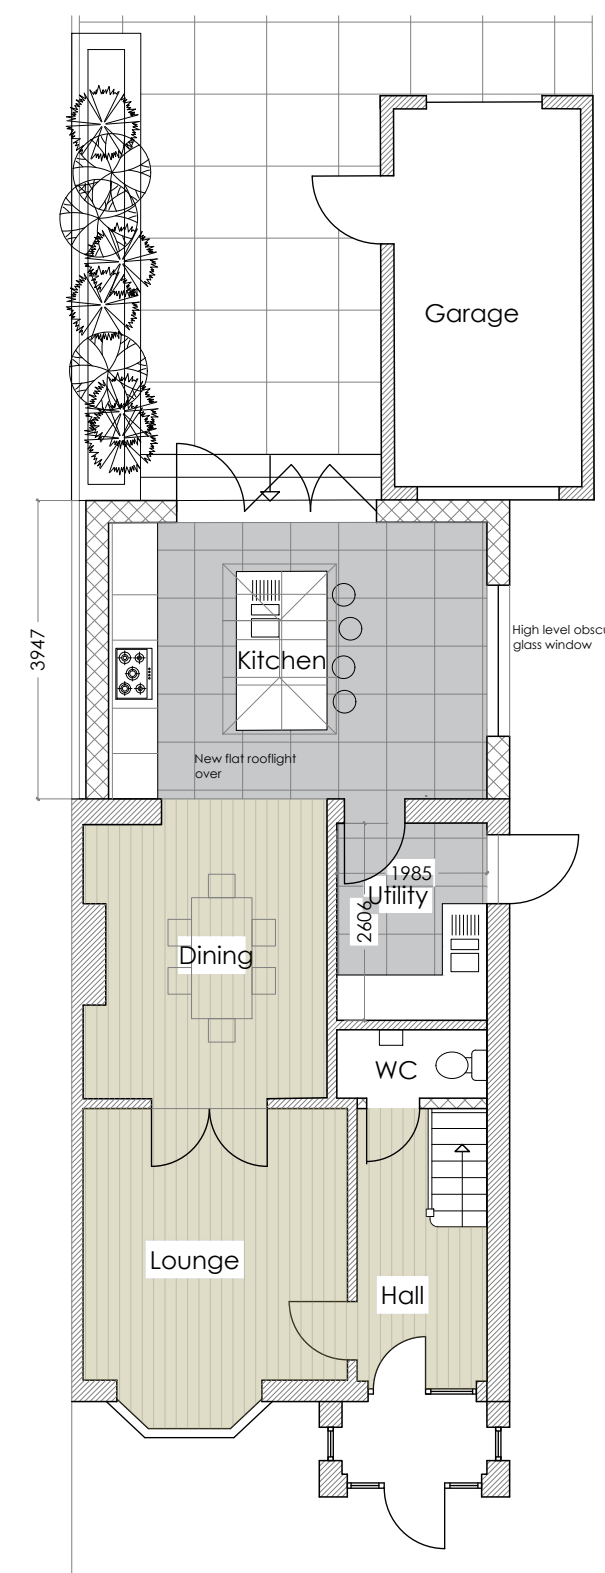 Garage
3947
High level obscu
glass window
Kitchen
New flat rooflight
over
1985
Utility
2606
Dining
WC
Lounge
Hall